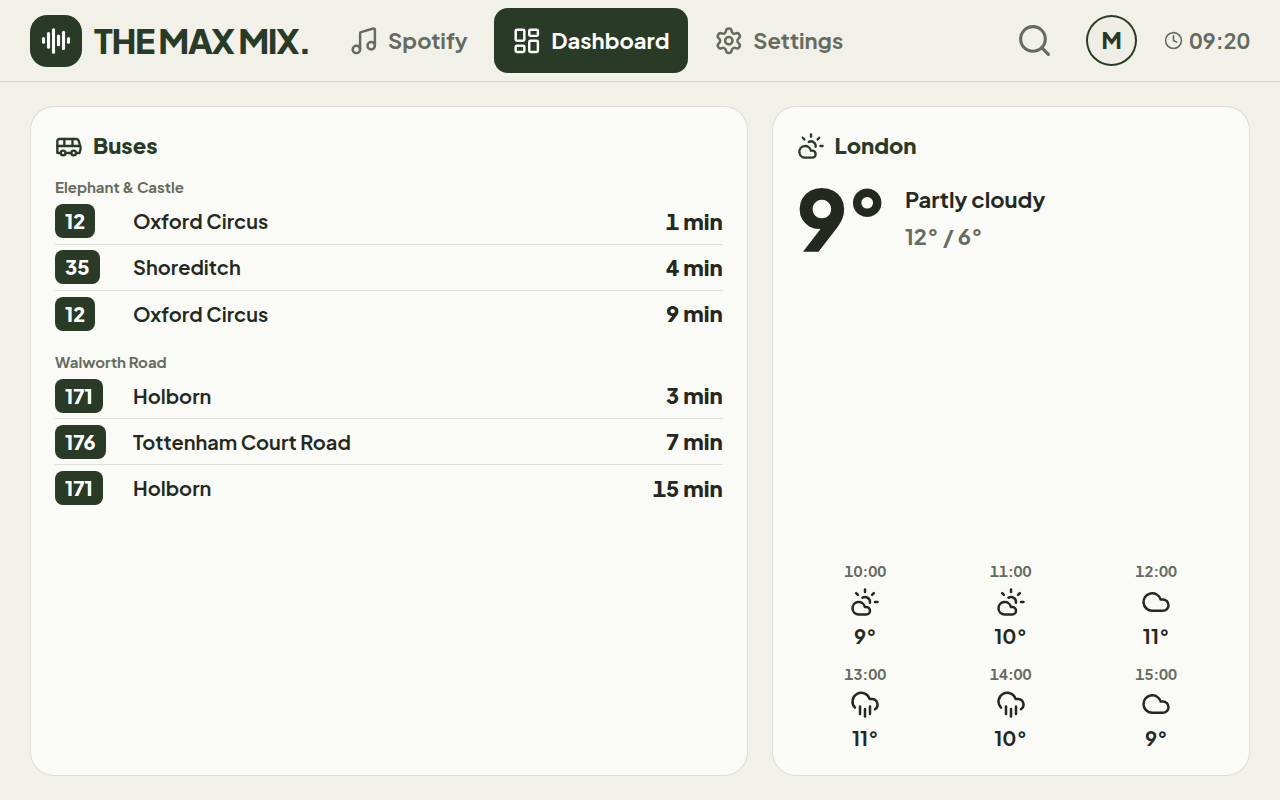 THE MAX MIX.
Spotify
Dashboard
Settings
M
09:20
Buses
Elephant & Castle
12 Oxford Circus 1 min
35 Shoreditch 4 min
12 Oxford Circus 9 min
Walworth Road
171 Holborn 3 min
176 Tottenham Court Road 7 min
171 Holborn 15 min
London
9°
Partly cloudy
12° / 6°
10:00 11:00 12:00
9° 10° 11°
13:00 14:00 15:00
11° 10° 9°